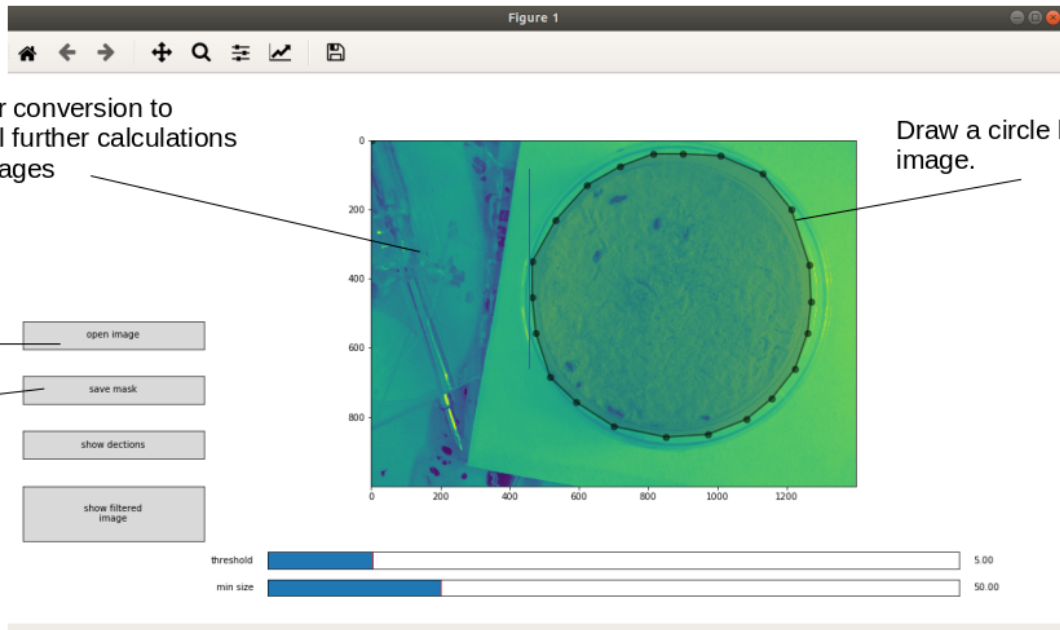 Figure 1
r conversion to
l further calculations
ages
Draw a circle
image.
0
200
400
600
800
0
200
400
600
800
1000
1200
open image
save mask
show dections
show filtered
image
threshold
5.00
min size
50.00